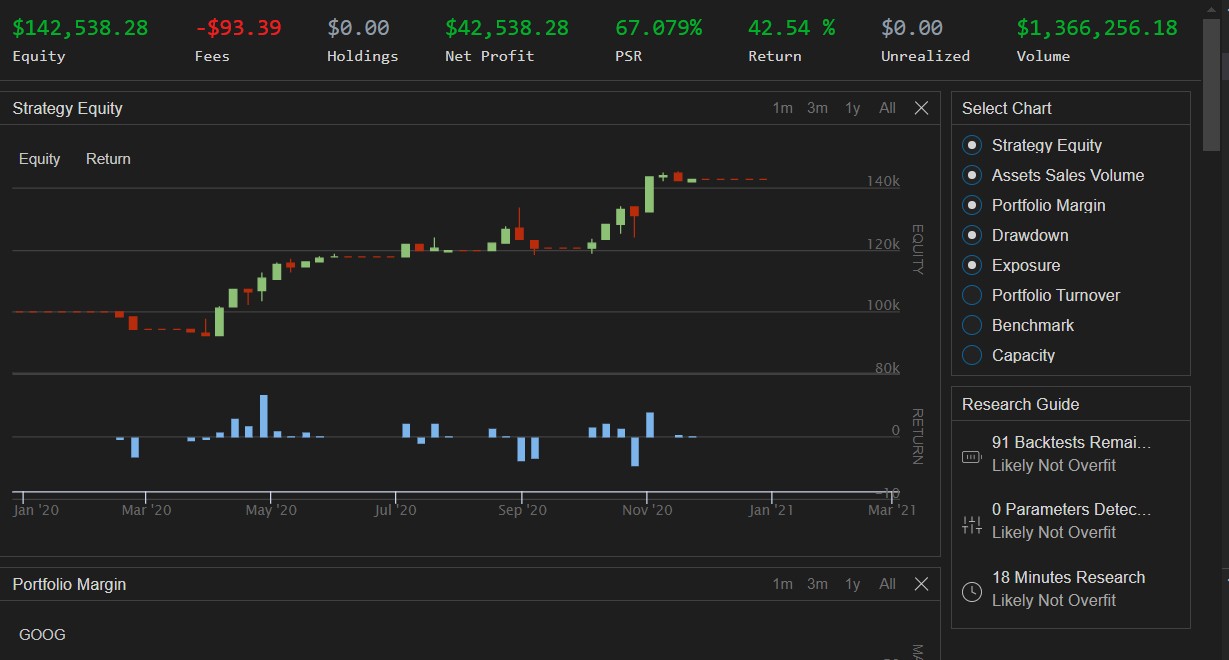 $142,538.28 -$93.39 $0.00 $42,538.28 67.079% 42.54 % $0.00 $1,366,256.18
Equity Fees Holdings Net Profit PSR Return Unrealized Volume
Strategy Equity 1m 3m 1y All
Equity Return
140k
120k
EQUITY
100k
80k
0
RETURN
-10
Jan '20 Mar '20 May '20 Jul '20 Sep '20 Nov '20 Jan '21 Mar '21
Portfolio Margin 1m 3m 1y All
GOOG
Select Chart
Strategy Equity
Assets Sales Volume
Portfolio Margin
Drawdown
Exposure
Portfolio Turnover
Benchmark
Capacity
Research Guide
91 Backtests Remai...
Likely Not Overfit
0 Parameters Detec...
Likely Not Overfit
18 Minutes Research
Likely Not Overfit